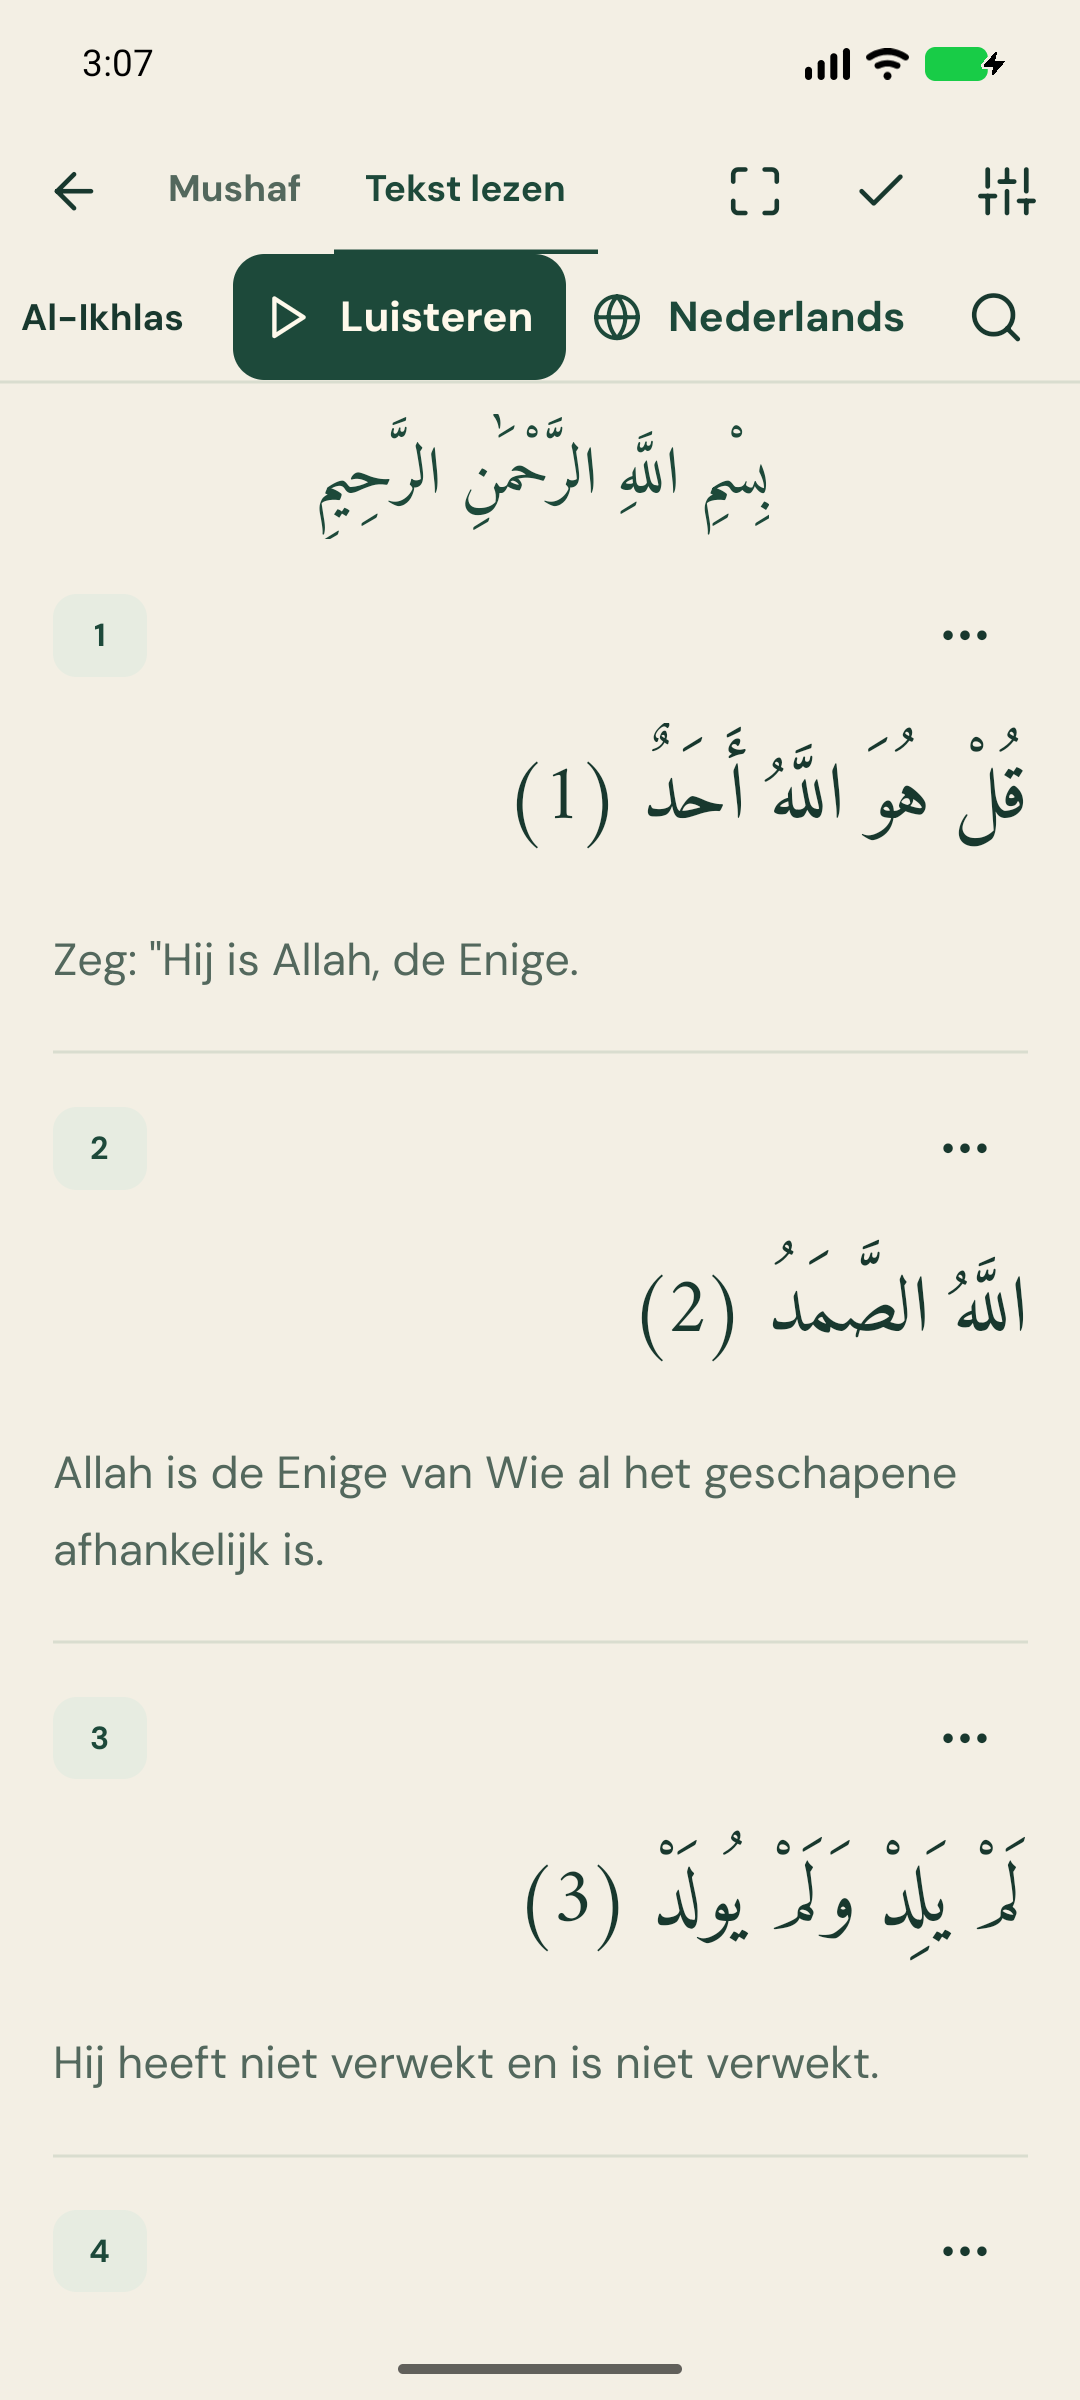 3:07
Mushaf
Tekst lezen
Al-Ikhlas
Luisteren
Nederlands
بِسْمِ اللَّهِ الرَّحْمَٰنِ الرَّحِيمِ
1
قُلْ هُوَ اللَّهُ أَحَدٌ (1)
Zeg: "Hij is Allah, de Enige.
2
اللَّهُ الصَّمَدُ (2)
Allah is de Enige van Wie al het geschapene
afhankelijk is.
3
لَمْ يَلِدْ وَلَمْ يُولَدْ (3)
Hij heeft niet verwekt en is niet verwekt.
4